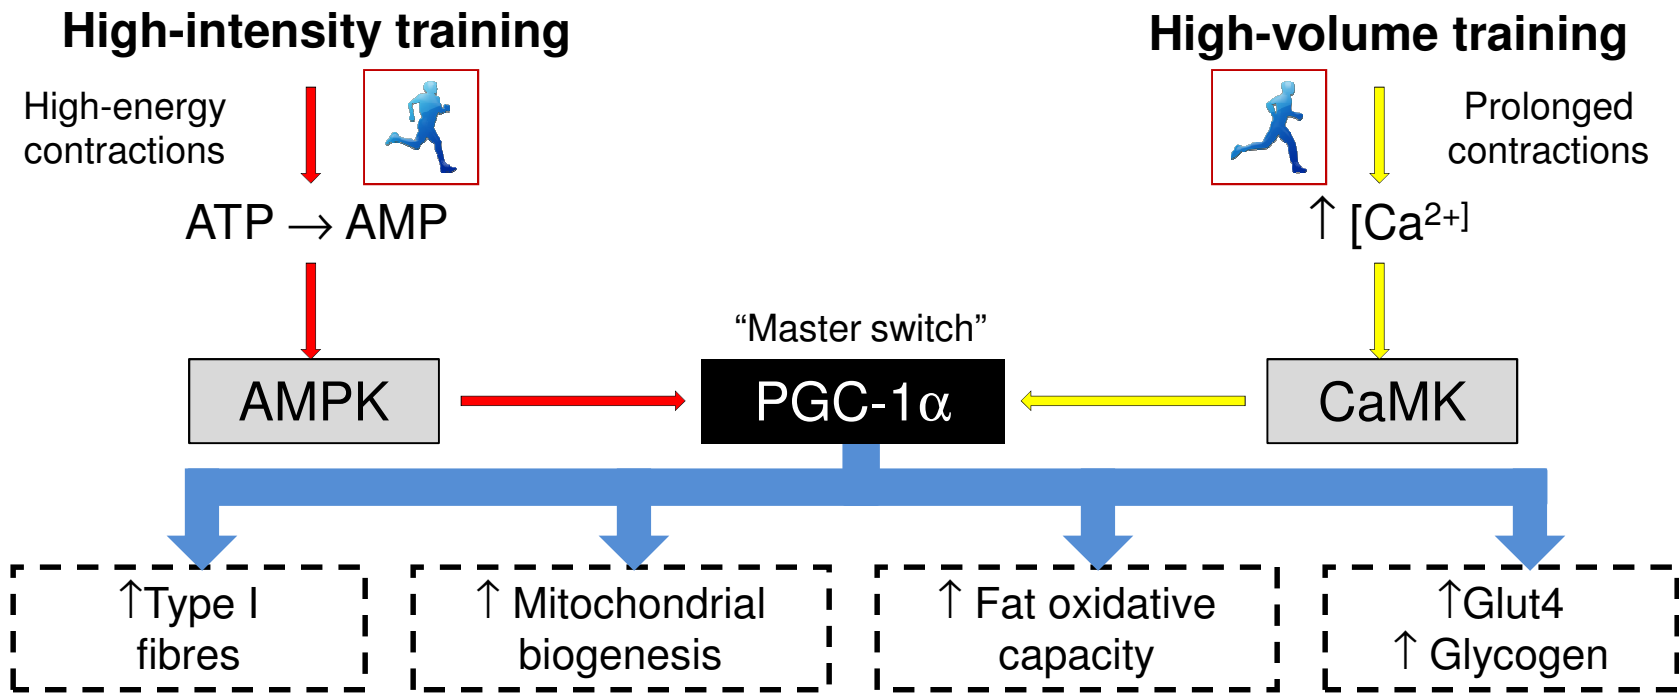 High-intensity training
High-volume training
High-energy
contractions
Prolonged
contractions
ATP → AMP
↑ [Ca²⁺]
“Master switch”
AMPK
PGC-1α
CaMK
↑Type I
fibres
↑ Mitochondrial
biogenesis
↑ Fat oxidative
capacity
↑Glut4
↑ Glycogen